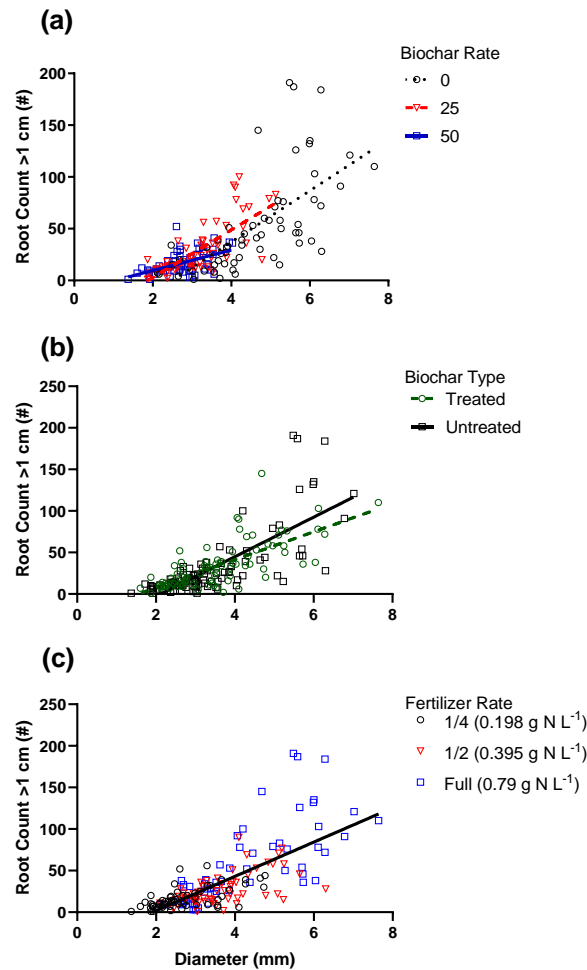 (a)
Biochar Rate
0
25
50
Root Count >1 cm (#)
200
150
100
50
0
0 2 4 6 8
(b)
Biochar Type
Treated
Untreated
Root Count >1 cm (#)
250
200
150
100
50
0
0 2 4 6 8
(c)
Fertilizer Rate
1/4 (0.198 g N L⁻¹)
1/2 (0.395 g N L⁻¹)
Full (0.79 g N L⁻¹)
Root Count >1 cm (#)
250
200
150
100
50
0
0 2 4 6 8
Diameter (mm)